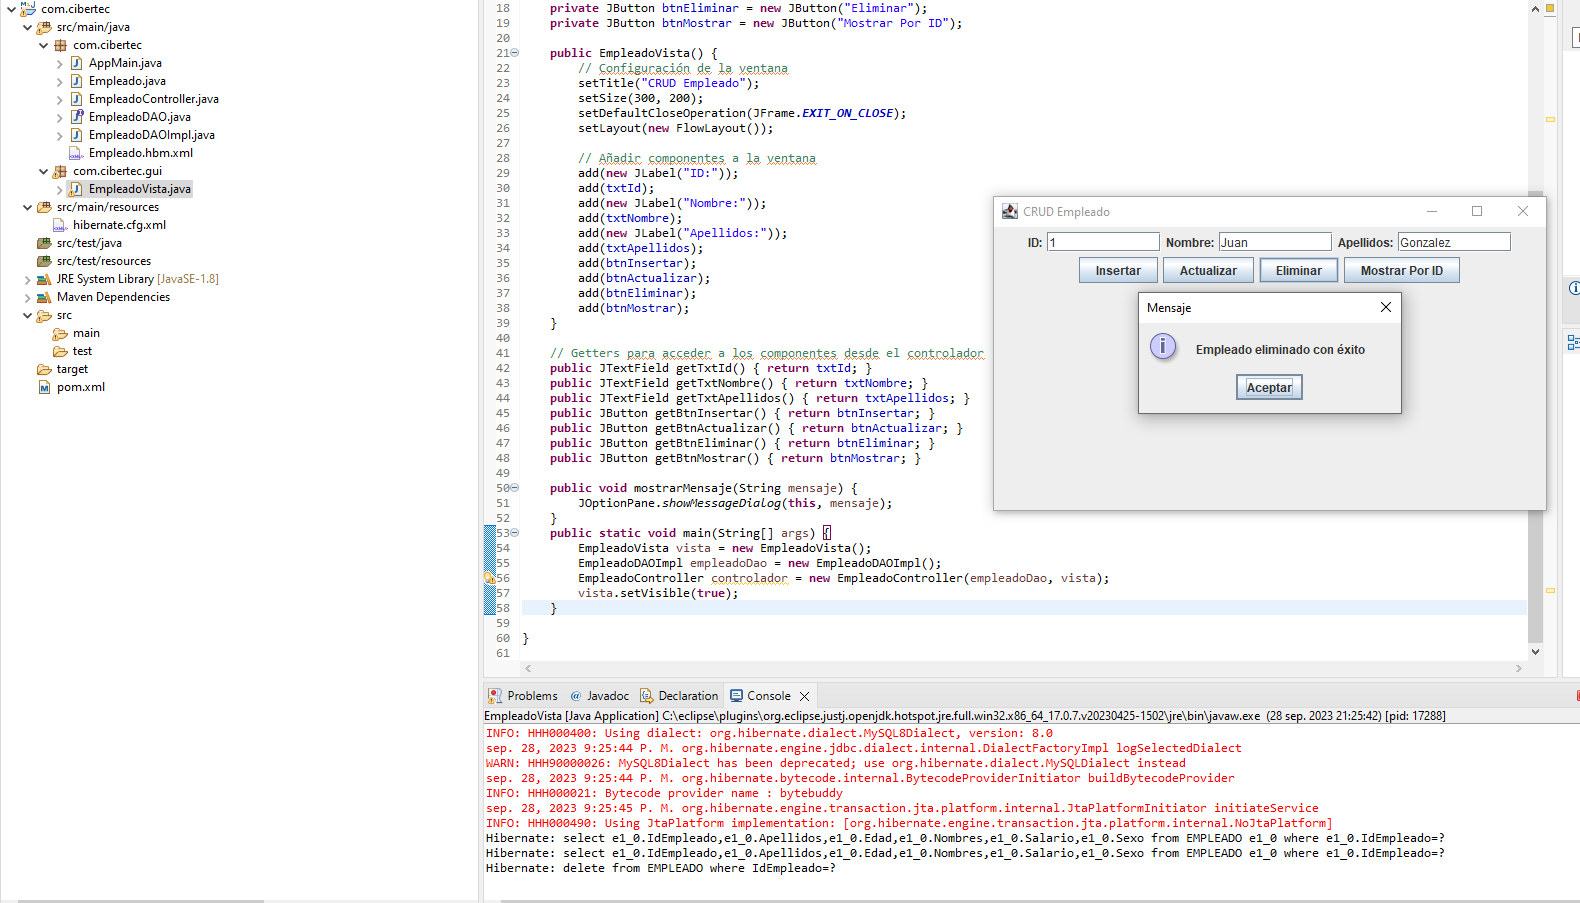 com.cibertec
src/main/java
com.cibertec
AppMain.java
Empleado.java
EmpleadoController.java
EmpleadoDAO.java
EmpleadoDAOImpl.java
Empleado.hbm.xml
com.cibertec.gui
EmpleadoVista.java
src/main/resources
hibernate.cfg.xml
src/test/java
src/test/resources
JRE System Library [JavaSE-1.8]
Maven Dependencies
src
main
test
target
pom.xml
18 private JButton btnEliminar = new JButton("Eliminar");
19 private JButton btnMostrar = new JButton("Mostrar Por ID");
20
21 public EmpleadoVista() {
22 // Configuración de la ventana
23 setTitle("CRUD Empleado");
24 setSize(300, 200);
25 setDefaultCloseOperation(JFrame.EXIT_ON_CLOSE);
26 setLayout(new FlowLayout());
27
28 // Añadir componentes a la ventana
29 add(new JLabel("ID:"));
30 add(txtId);
31 add(new JLabel("Nombre:"));
32 add(txtNombre);
33 add(new JLabel("Apellidos:"));
34 add(txtApellidos);
35 add(btnInsertar);
36 add(btnActualizar);
37 add(btnEliminar);
38 add(btnMostrar);
39 }
40
41 // Getters para acceder a los componentes desde el controlador
42 public JTextField getTxtId() { return txtId; }
43 public JTextField getTxtNombre() { return txtNombre; }
44 public JTextField getTxtApellidos() { return txtApellidos; }
45 public JButton getBtnInsertar() { return btnInsertar; }
46 public JButton getBtnActualizar() { return btnActualizar; }
47 public JButton getBtnEliminar() { return btnEliminar; }
48 public JButton getBtnMostrar() { return btnMostrar; }
49
50 public void mostrarMensaje(String mensaje) {
51 JOptionPane.showMessageDialog(this, mensaje);
52 }
53 public static void main(String[] args) {
54 EmpleadoVista vista = new EmpleadoVista();
55 EmpleadoDAOImpl empleadoDao = new EmpleadoDAOImpl();
56 EmpleadoController controlador = new EmpleadoController(empleadoDao, vista);
57 vista.setVisible(true);
58 }
59
60 }
61
CRUD Empleado
ID: 1 Nombre: Juan Apellidos: Gonzalez
Insertar Actualizar Eliminar Mostrar Por ID
Mensaje
Empleado eliminado con éxito
Aceptar
Problems @ Javadoc Declaration Console
EmpleadoVista [Java Application] C:\eclipse\plugins\org.eclipse.justj.openjdk.hotspot.jre.full.win32.x86_64_17.0.7.v20230425-1502\jre\bin\javaw.exe (28 sep. 2023 21:25:42) [pid: 17288]
INFO: HHH000400: Using dialect: org.hibernate.dialect.MySQL8Dialect, version: 8.0
sep. 28, 2023 9:25:44 P. M. org.hibernate.engine.jdbc.dialect.internal.DialectFactoryImpl logSelectedDialect
WARN: HHH90000026: MySQL8Dialect has been deprecated; use org.hibernate.dialect.MySQLDialect instead
sep. 28, 2023 9:25:44 P. M. org.hibernate.bytecode.internal.BytecodeProviderInitiator buildBytecodeProvider
INFO: HHH000021: Bytecode provider name : bytebuddy
sep. 28, 2023 9:25:45 P. M. org.hibernate.engine.transaction.jta.platform.internal.JtaPlatformInitiator initiateService
INFO: HHH000490: Using JtaPlatform implementation: [org.hibernate.engine.transaction.jta.platform.internal.NoJtaPlatform]
Hibernate: select e1_0.IdEmpleado,e1_0.Apellidos,e1_0.Edad,e1_0.Nombres,e1_0.Salario,e1_0.Sexo from EMPLEADO e1_0 where e1_0.IdEmpleado=?
Hibernate: select e1_0.IdEmpleado,e1_0.Apellidos,e1_0.Edad,e1_0.Nombres,e1_0.Salario,e1_0.Sexo from EMPLEADO e1_0 where e1_0.IdEmpleado=?
Hibernate: delete from EMPLEADO where IdEmpleado=?